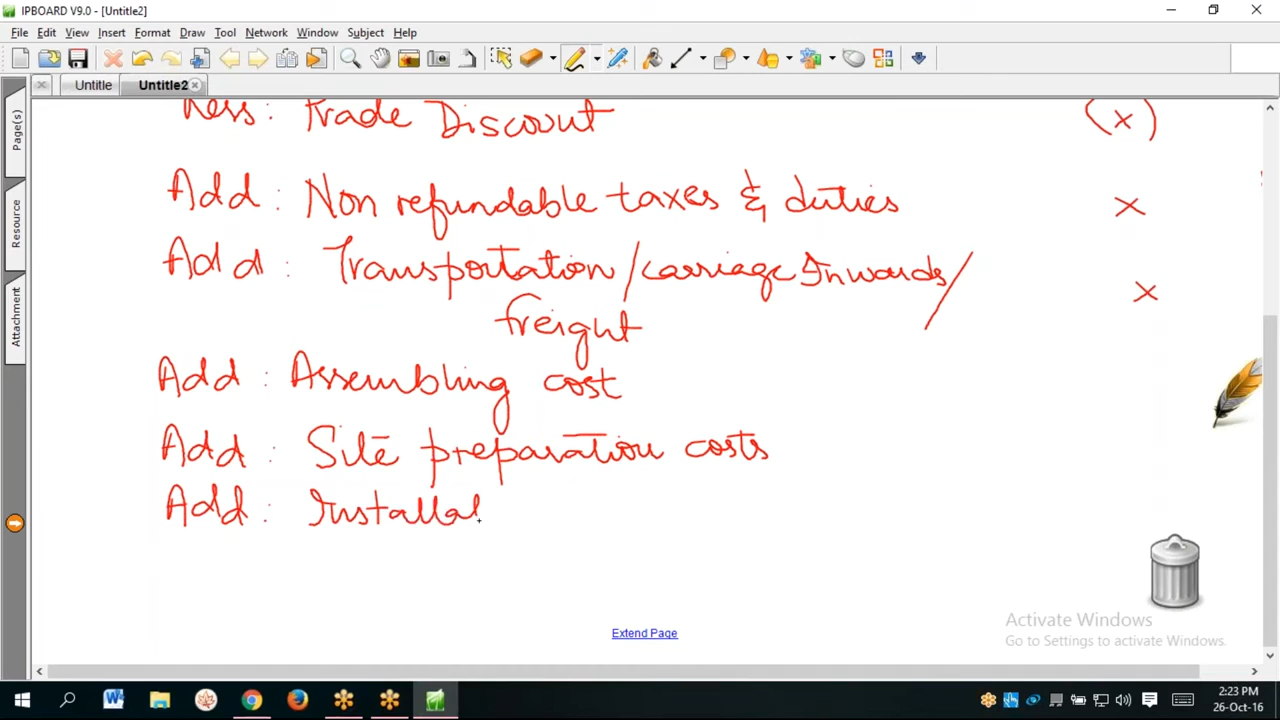 IPBOARD V9.0 - [Untitle2]
File Edit View Insert Format Draw Tool Network Window Subject Help
Untitle Untitle2
Page(s)
Resource
Attachment
Less: Trade Discount (x)
Add: Non refundable taxes & duties x
Add: Transportation/carriage Inwards/ x
freight
Add: Assembling cost
Add: Site preparation costs
Add: Installat
Extend Page
Activate Windows
Go to Settings to activate Windows.
2:23 PM
26-Oct-16